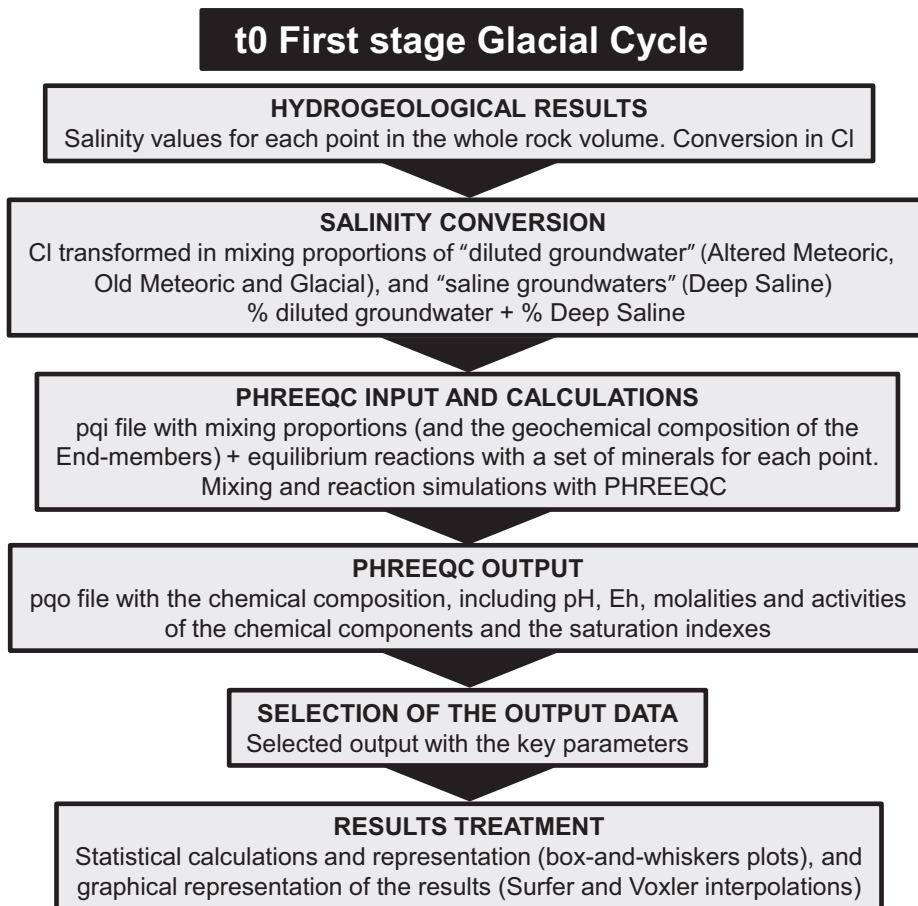 t0 First stage Glacial Cycle
HYDROGEOLOGICAL RESULTS
Salinity values for each point in the whole rock volume. Conversion in Cl
SALINITY CONVERSION
Cl transformed in mixing proportions of “diluted groundwater” (Altered Meteoric,
Old Meteoric and Glacial), and “saline groundwaters” (Deep Saline)
% diluted groundwater + % Deep Saline
PHREEQC INPUT AND CALCULATIONS
pqi file with mixing proportions (and the geochemical composition of the
End-members) + equilibrium reactions with a set of minerals for each point.
Mixing and reaction simulations with PHREEQC
PHREEQC OUTPUT
pqo file with the chemical composition, including pH, Eh, molalities and activities
of the chemical components and the saturation indexes
SELECTION OF THE OUTPUT DATA
Selected output with the key parameters
RESULTS TREATMENT
Statistical calculations and representation (box-and-whiskers plots), and
graphical representation of the results (Surfer and Voxler interpolations)